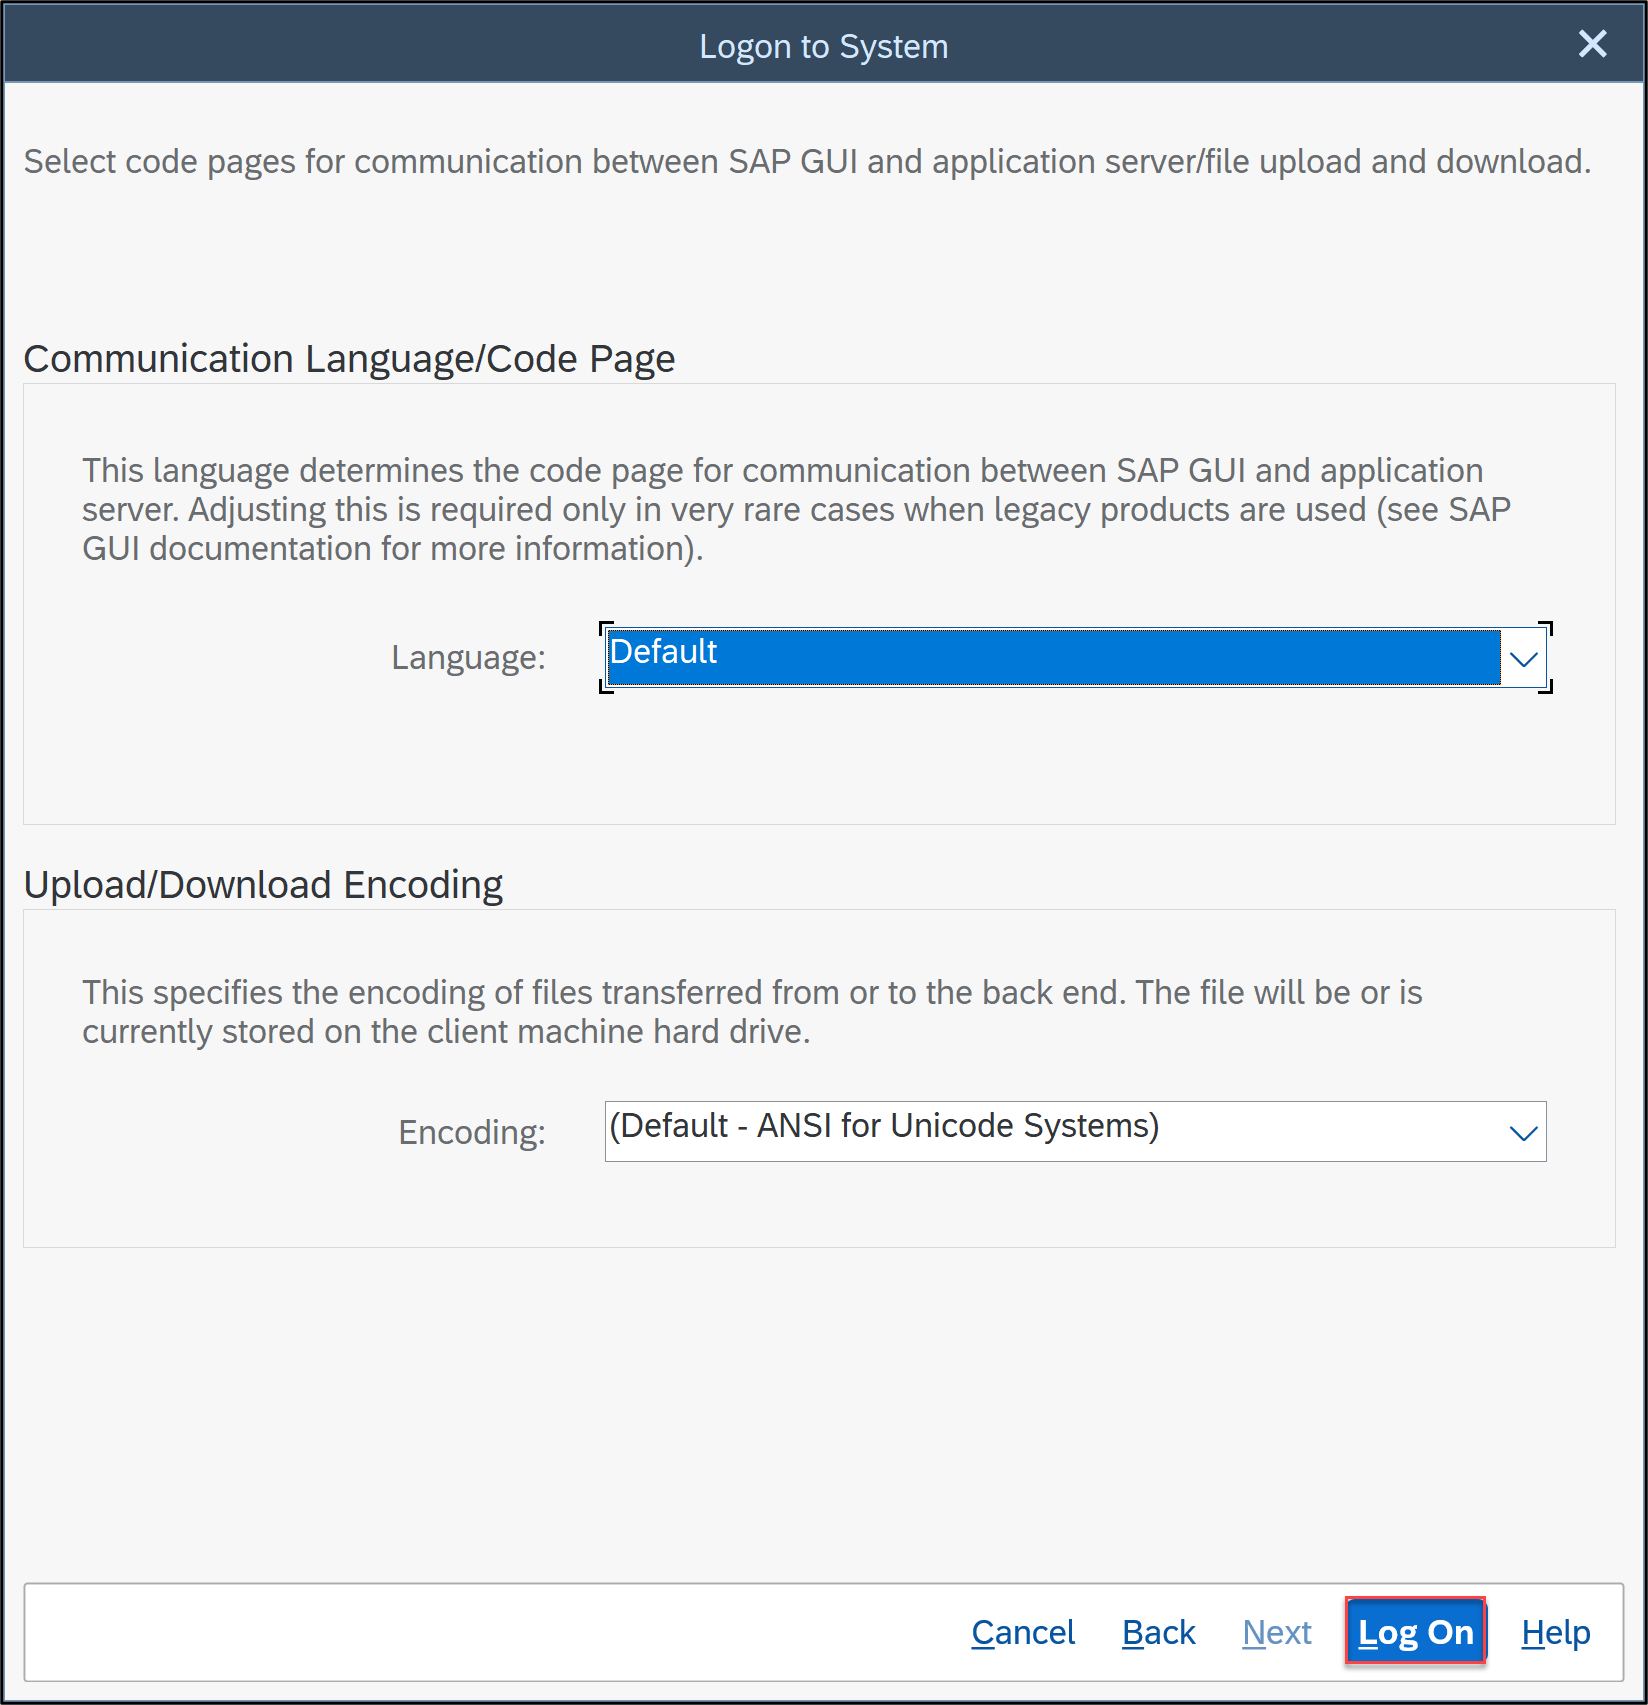 Logon to System
Select code pages for communication between SAP GUI and application server/file upload and download.
Communication Language/Code Page
This language determines the code page for communication between SAP GUI and application
server. Adjusting this is required only in very rare cases when legacy products are used (see SAP
GUI documentation for more information).
Language: Default
Upload/Download Encoding
This specifies the encoding of files transferred from or to the back end. The file will be or is
currently stored on the client machine hard drive.
Encoding: (Default - ANSI for Unicode Systems)
Cancel Back Next Log On Help